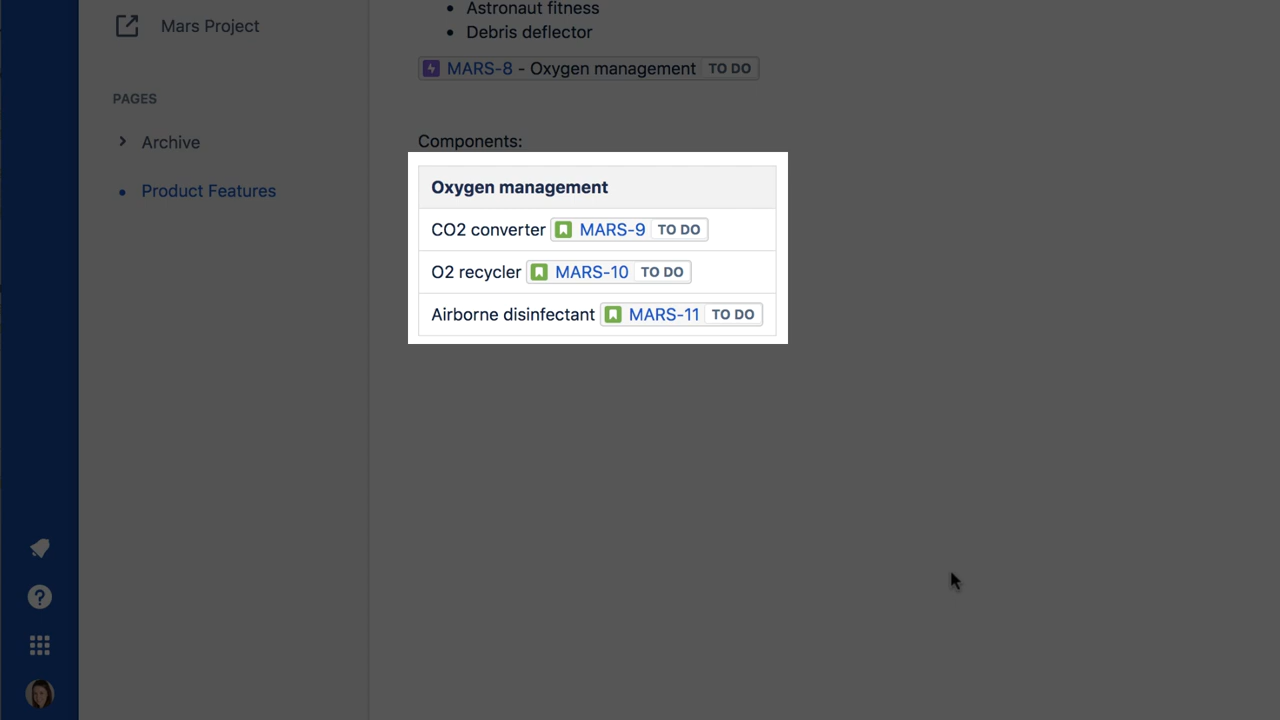 Mars Project
PAGES
Archive
Product Features
Astronaut fitness
Debris deflector
MARS-8 - Oxygen management TO DO
Components:
Oxygen management
CO2 converter MARS-9 TO DO
O2 recycler MARS-10 TO DO
Airborne disinfectant MARS-11 TO DO